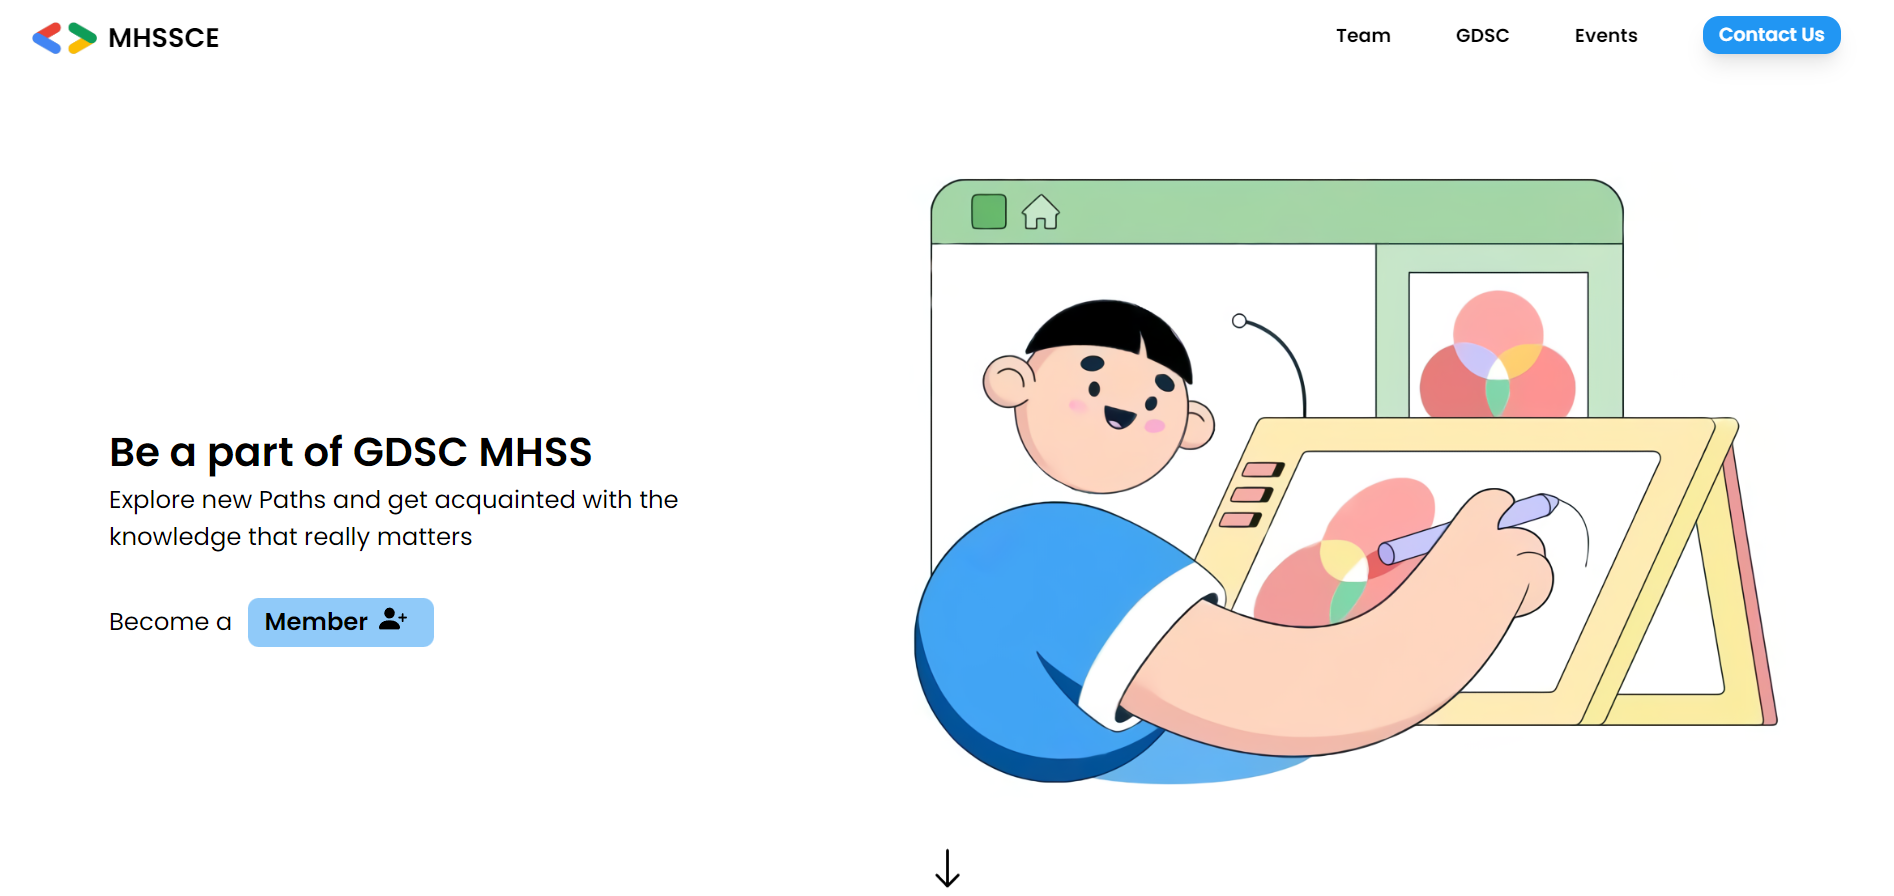 MHSSCE
Team
GDSC
Events
Contact Us
Be a part of GDSC MHSS
Explore new Paths and get acquainted with the
knowledge that really matters
Become a Member